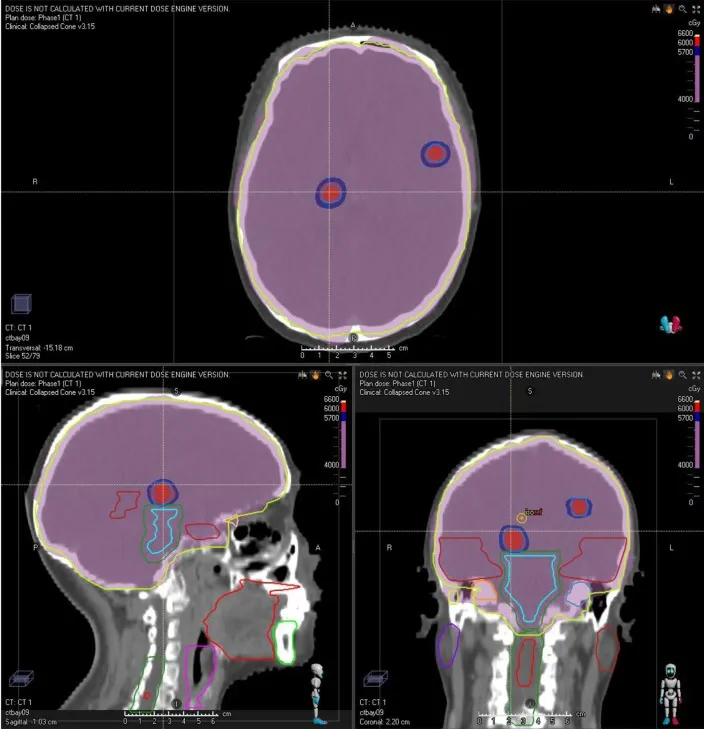 DOSE IS NOT CALCULATED WITH CURRENT DOSE ENGINE VERSION.
Plan dose: Phase1 (CT 1)
Clinical: Collapsed Cone v3.15
A
cGy
6600
6000
5700
4000
0
R
L
CT: CT 1
ctbay09
Transversal: -15.18 cm
Slice 52/79
P
0 1 2 3 4 5 cm
DOSE IS NOT CALCULATED WITH CURRENT DOSE ENGINE VERSION.
Plan dose: Phase1 (CT 1)
Clinical: Collapsed Cone v3.15
S
cGy
6600
6000
5700
4000
0
P
A
CT: CT 1
ctbay09
Sagittal: -1.03 cm
I
0 1 2 3 4 5 6 cm
DOSE IS NOT CALCULATED WITH CURRENT DOSE ENGINE VERSION.
Plan dose: Phase1 (CT 1)
Clinical: Collapsed Cone v3.15
S
cGy
6600
6000
5700
4000
0
R
L
CT: CT 1
ctbay09
Coronal: 2.20 cm
I
0 1 2 3 4 5 6 cm